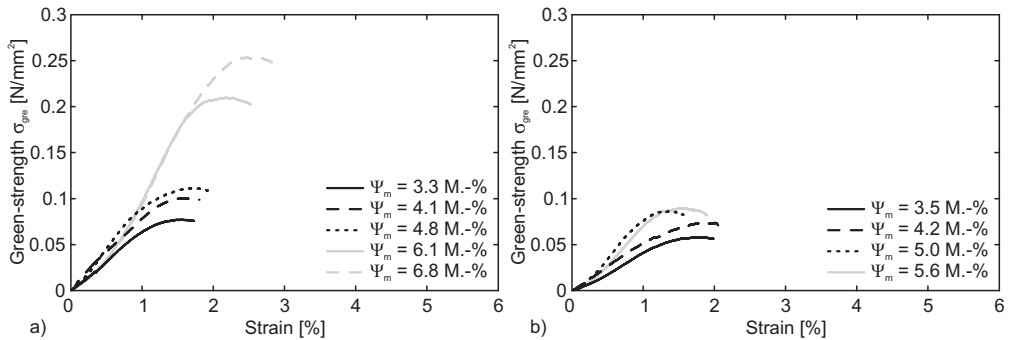 0.3
0.25
0.2
0.15
0.1
0.05
0
Green-strength σgre [N/mm²]
Ψm = 3.3 M.-%
Ψm = 4.1 M.-%
Ψm = 4.8 M.-%
Ψm = 6.1 M.-%
Ψm = 6.8 M.-%
0 1 2 3 4 5 6
a) Strain [%]
0.3
0.25
0.2
0.15
0.1
0.05
0
Green-strength σgre [N/mm²]
Ψm = 3.5 M.-%
Ψm = 4.2 M.-%
Ψm = 5.0 M.-%
Ψm = 5.6 M.-%
0 1 2 3 4 5 6
b) Strain [%]